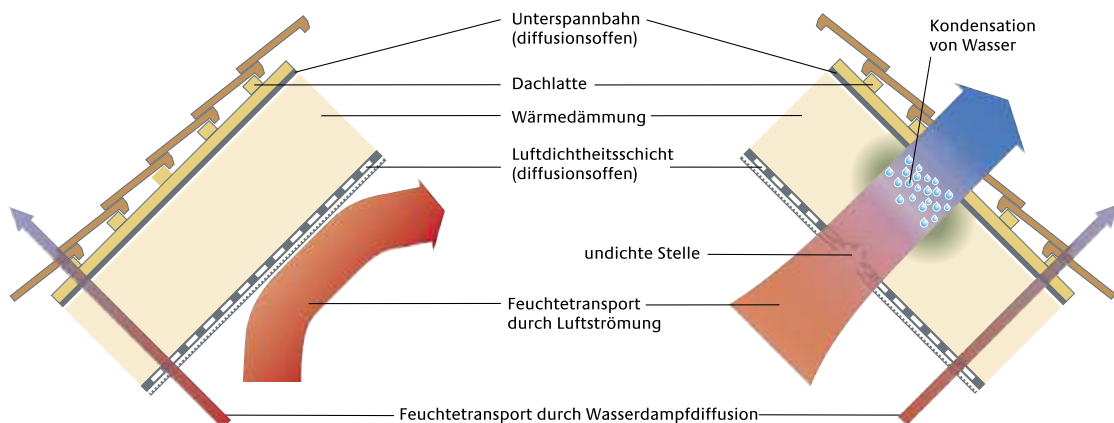 Unterspannbahn
(diffusionsoffen)
Kondensation
von Wasser
Dachlatte
Wärmedämmung
Luftdichtheitsschicht
(diffusionsoffen)
undichte Stelle
Feuchtetransport
durch Luftströmung
Feuchtetransport durch Wasserdampfdiffusion